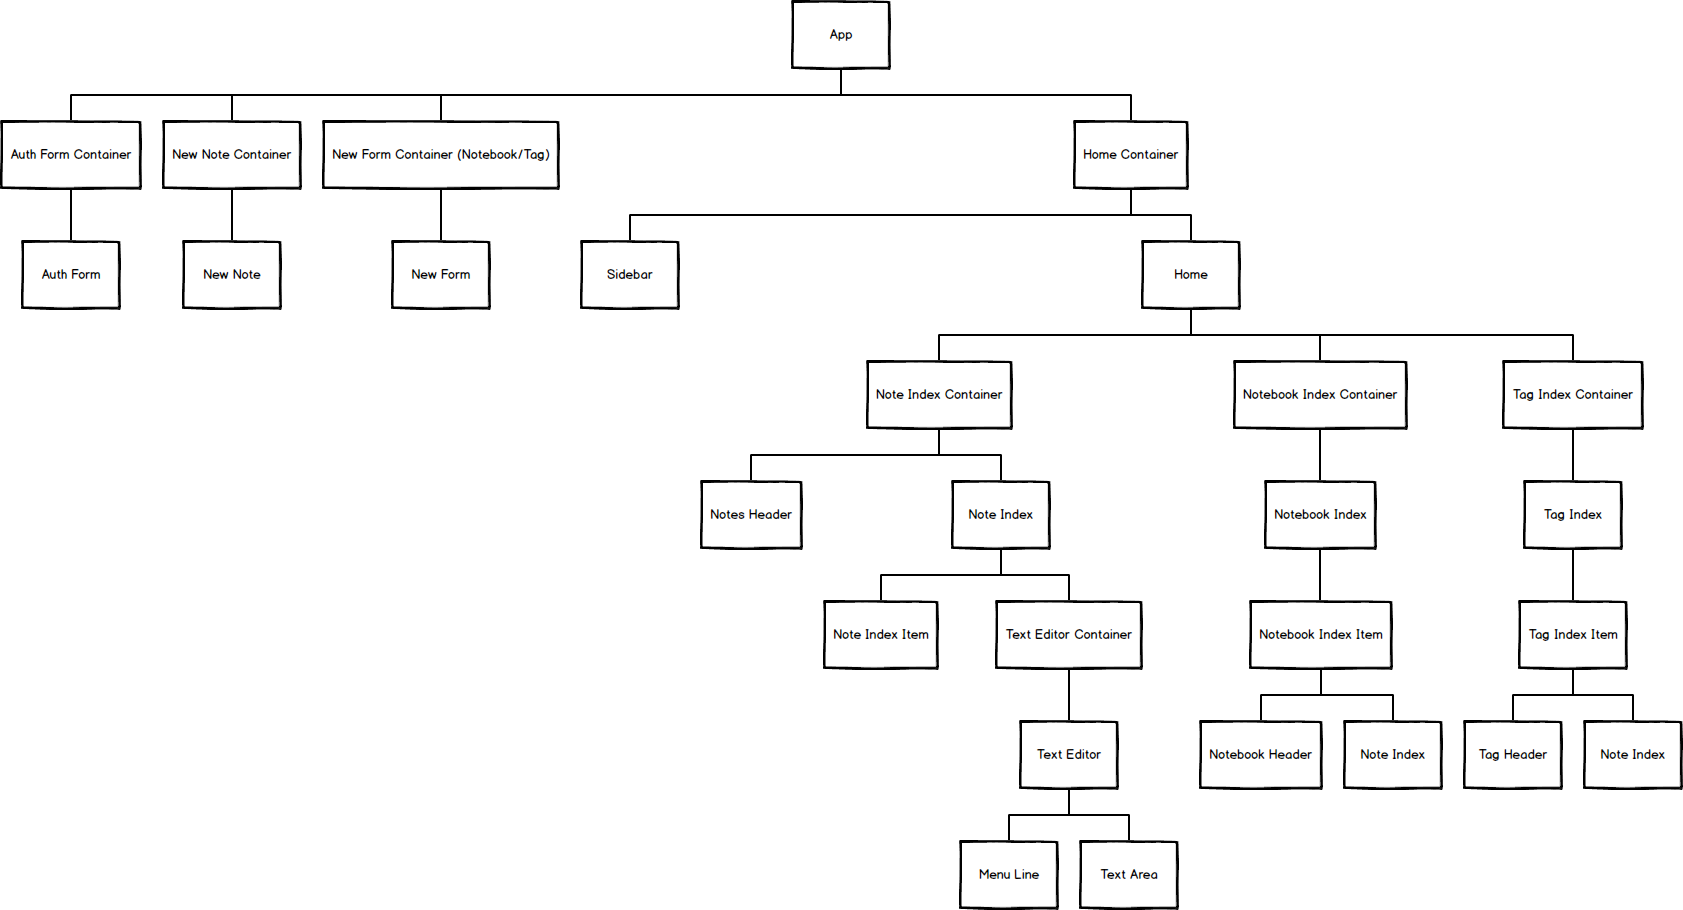 App
Auth Form Container
New Note Container
New Form Container (Notebook/Tag)
Home Container
Auth Form
New Note
New Form
Sidebar
Home
Note Index Container
Notebook Index Container
Tag Index Container
Notes Header
Note Index
Notebook Index
Tag Index
Note Index Item
Text Editor Container
Notebook Index Item
Tag Index Item
Text Editor
Notebook Header
Note Index
Tag Header
Note Index
Menu Line
Text Area